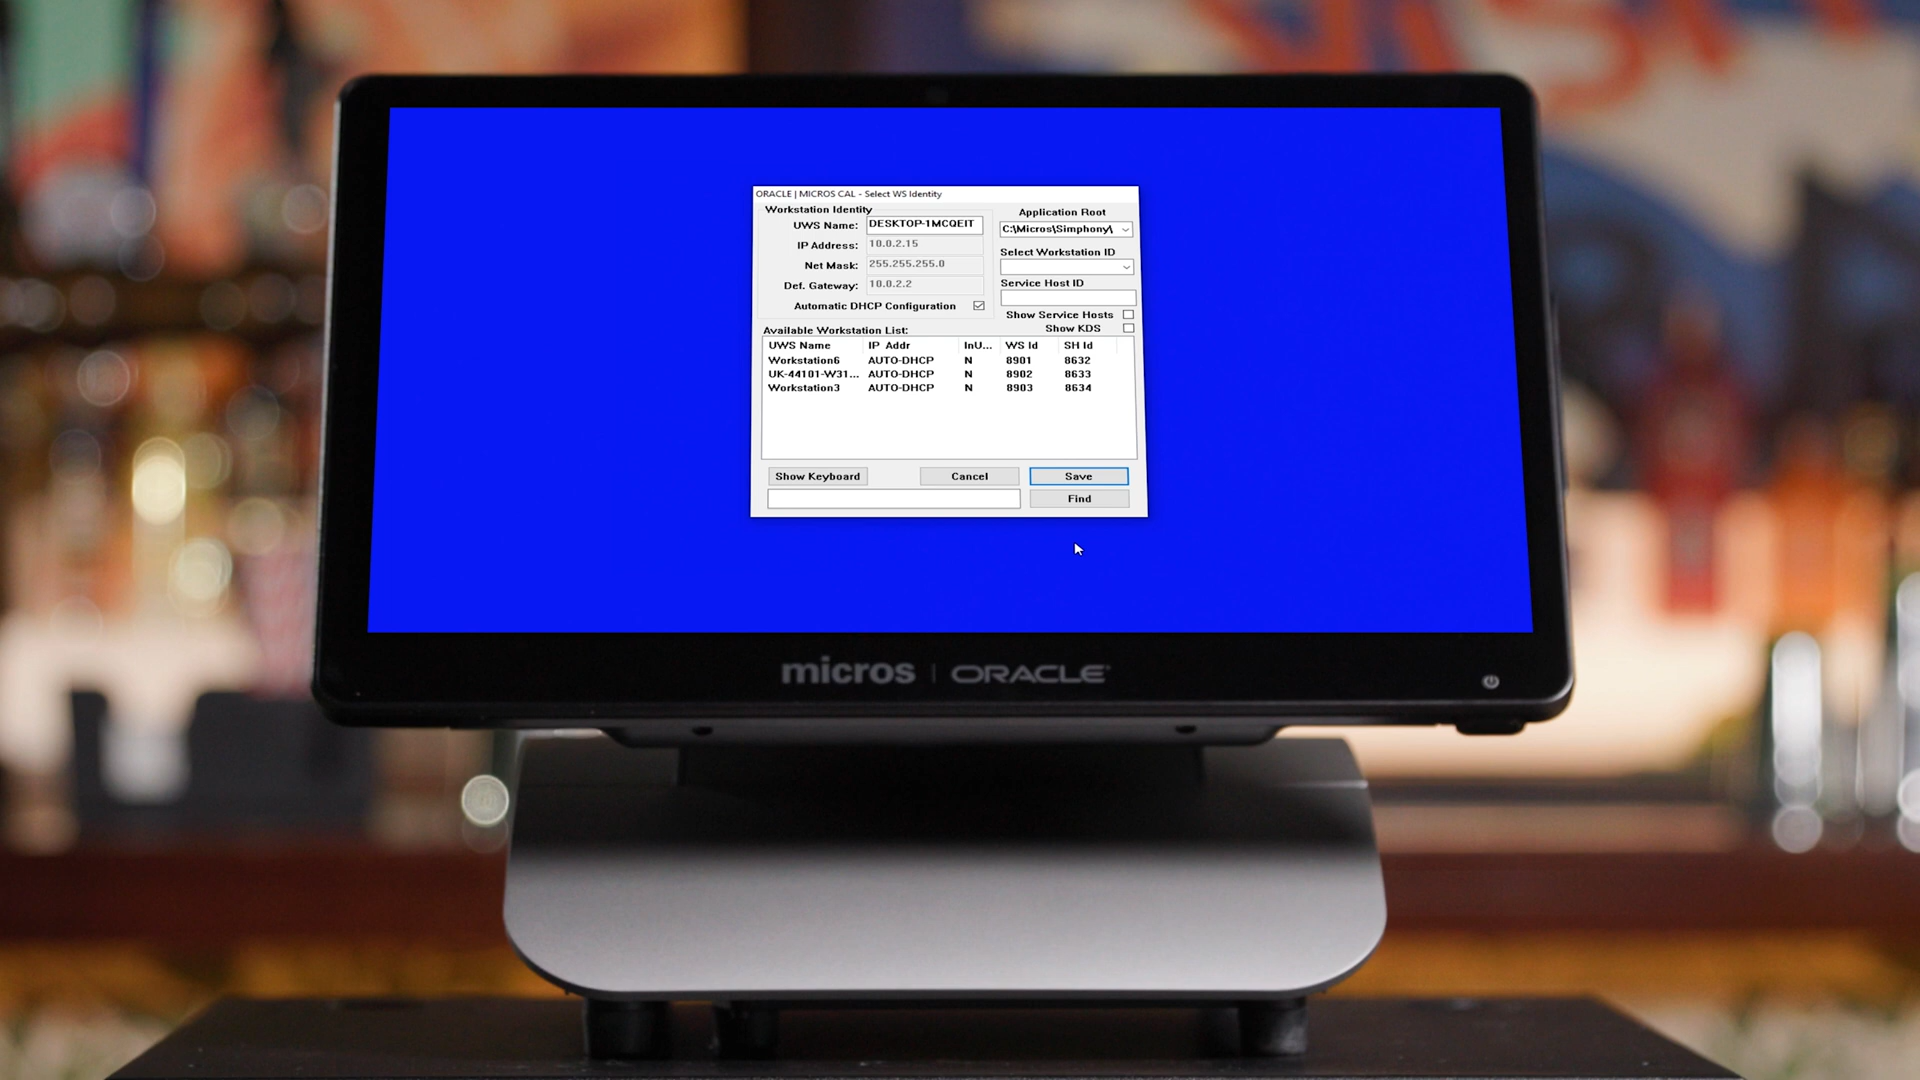 ORACLE | MICROS CAL - Select WS Identity
Workstation Identity
UWS Name: DESKTOP-1MCQEIT
IP Address: 10.0.2.15
Net Mask: 255.255.255.0
Def. Gateway: 10.0.2.2
Automatic DHCP Configuration
Application Root
C:\Micros\Simphony\
Select Workstation ID
Service Host ID
Show Service Hosts
Show KDS
Available Workstation List:
UWS Name IP Addr InU... WS Id SH Id
Workstation6 AUTO-DHCP N 8901 8632
UK-44101-W31... AUTO-DHCP N 8902 8633
Workstation3 AUTO-DHCP N 8903 8634
Show Keyboard Cancel Save
Find
micros | ORACLE